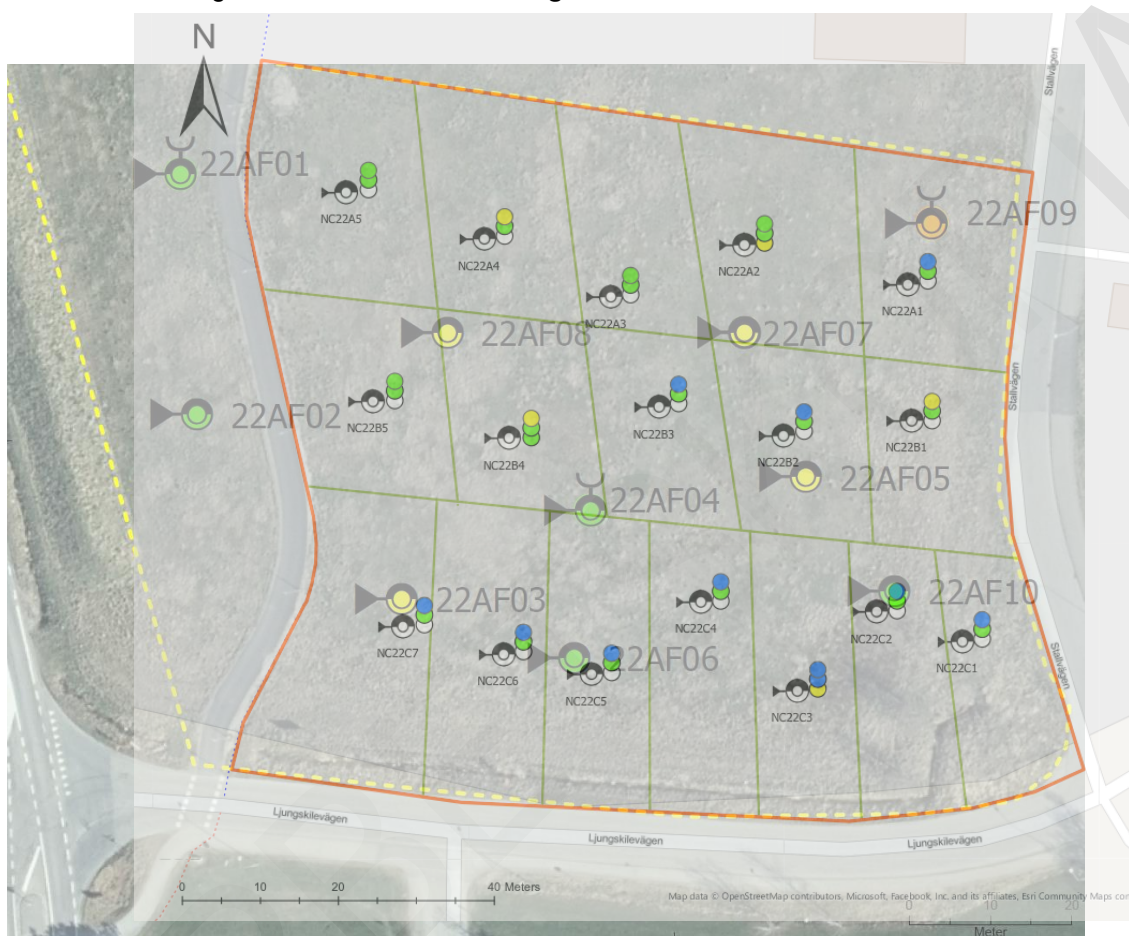 N
Stallvägen
22AF01
22AF09
NC22A5
NC22A4
NC22A2
NC22A3
NC22A1
22AF08
22AF07
Stallvägen
22AF02
NC22B5
NC22B4
NC22B3
NC22B2
NC22B1
22AF05
22AF04
22AF03
22AF10
NC22C7
NC22C6
22AF06
NC22C5
NC22C4
NC22C3
NC22C2
NC22C1
Stallvägen
Ljungskilevägen
Ljungskilevägen
Ljungskilevägen
0 10 20 40 Meters
Map data © OpenStreetMap contributors, Microsoft, Facebook, Inc. and its affiliates, Esri Community Maps con
0 10 20
Meter